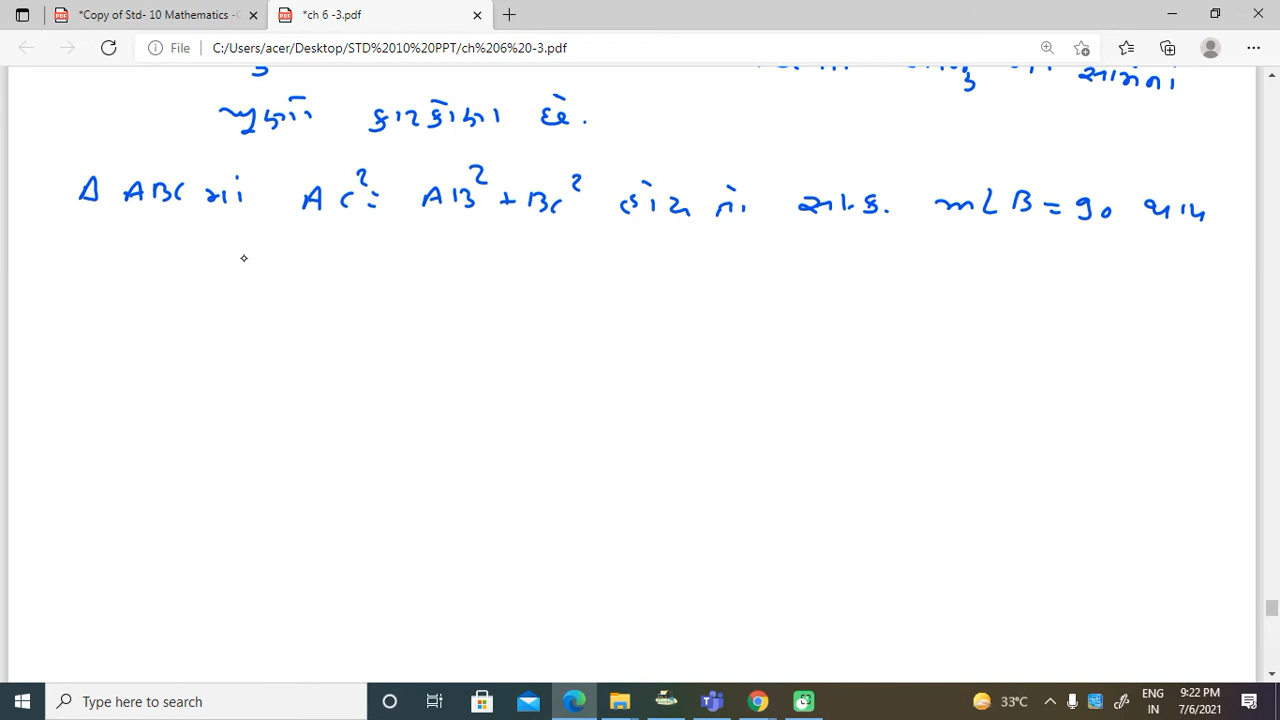 *Copy of Std- 10 Mathematics - C
*ch 6 -3.pdf
File C:/Users/acer/Desktop/STD%2010%20PPT/ch%206%20-3.pdf
સામેનો
ખુણો કાટખૂણો છે.
Δ ABC માં AC² = AB² + BC² હોય તો સા.કે. m∠B = 90 થાય
Type here to search
33°C
ENG
IN
9:22 PM
7/6/2021